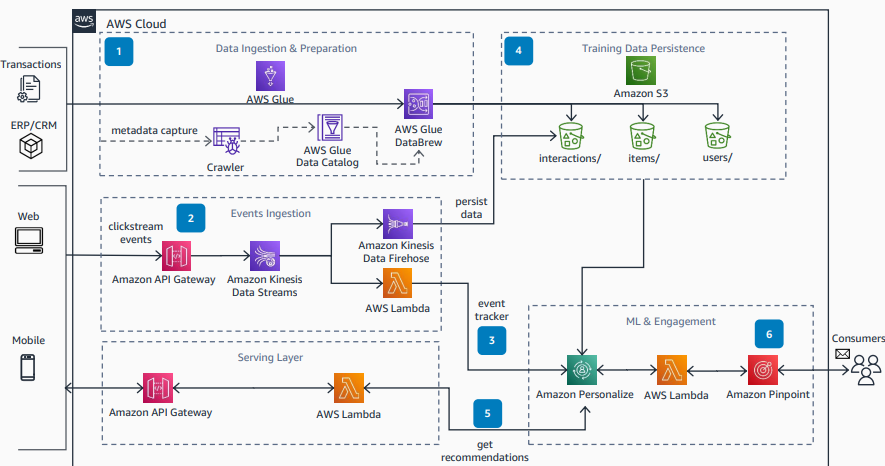 aws
AWS Cloud
Transactions
ERP/CRM
1
Data Ingestion & Preparation
AWS Glue
metadata capture
Crawler
AWS Glue
Data Catalog
AWS Glue
DataBrew
4
Training Data Persistence
Amazon S3
interactions/
items/
users/
Web
Mobile
2
Events Ingestion
clickstream
events
Amazon API Gateway
Amazon Kinesis
Data Streams
Amazon Kinesis
Data Firehose
AWS Lambda
persist
data
event
tracker
3
Serving Layer
Amazon API Gateway
AWS Lambda
5
get
recommendations
ML & Engagement
6
Amazon Personalize
AWS Lambda
Amazon Pinpoint
Consumers